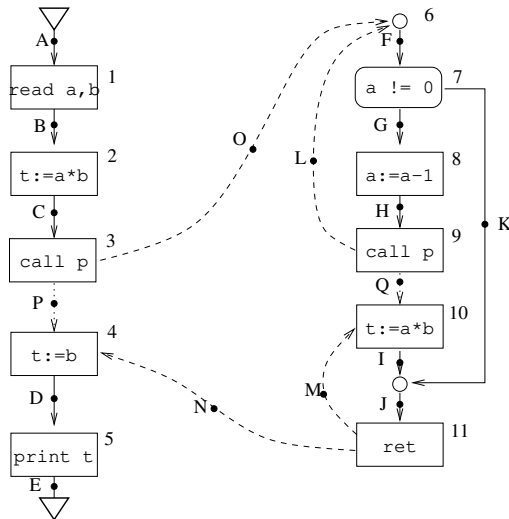 A
1
read a,b
B
2
t:=a*b
C
3
call p
P
4
t:=b
D
5
print t
E
O
L
N
M
6
F
7
a != 0
G
8
a:=a-1
H
K
9
call p
Q
10
t:=a*b
I
J
11
ret